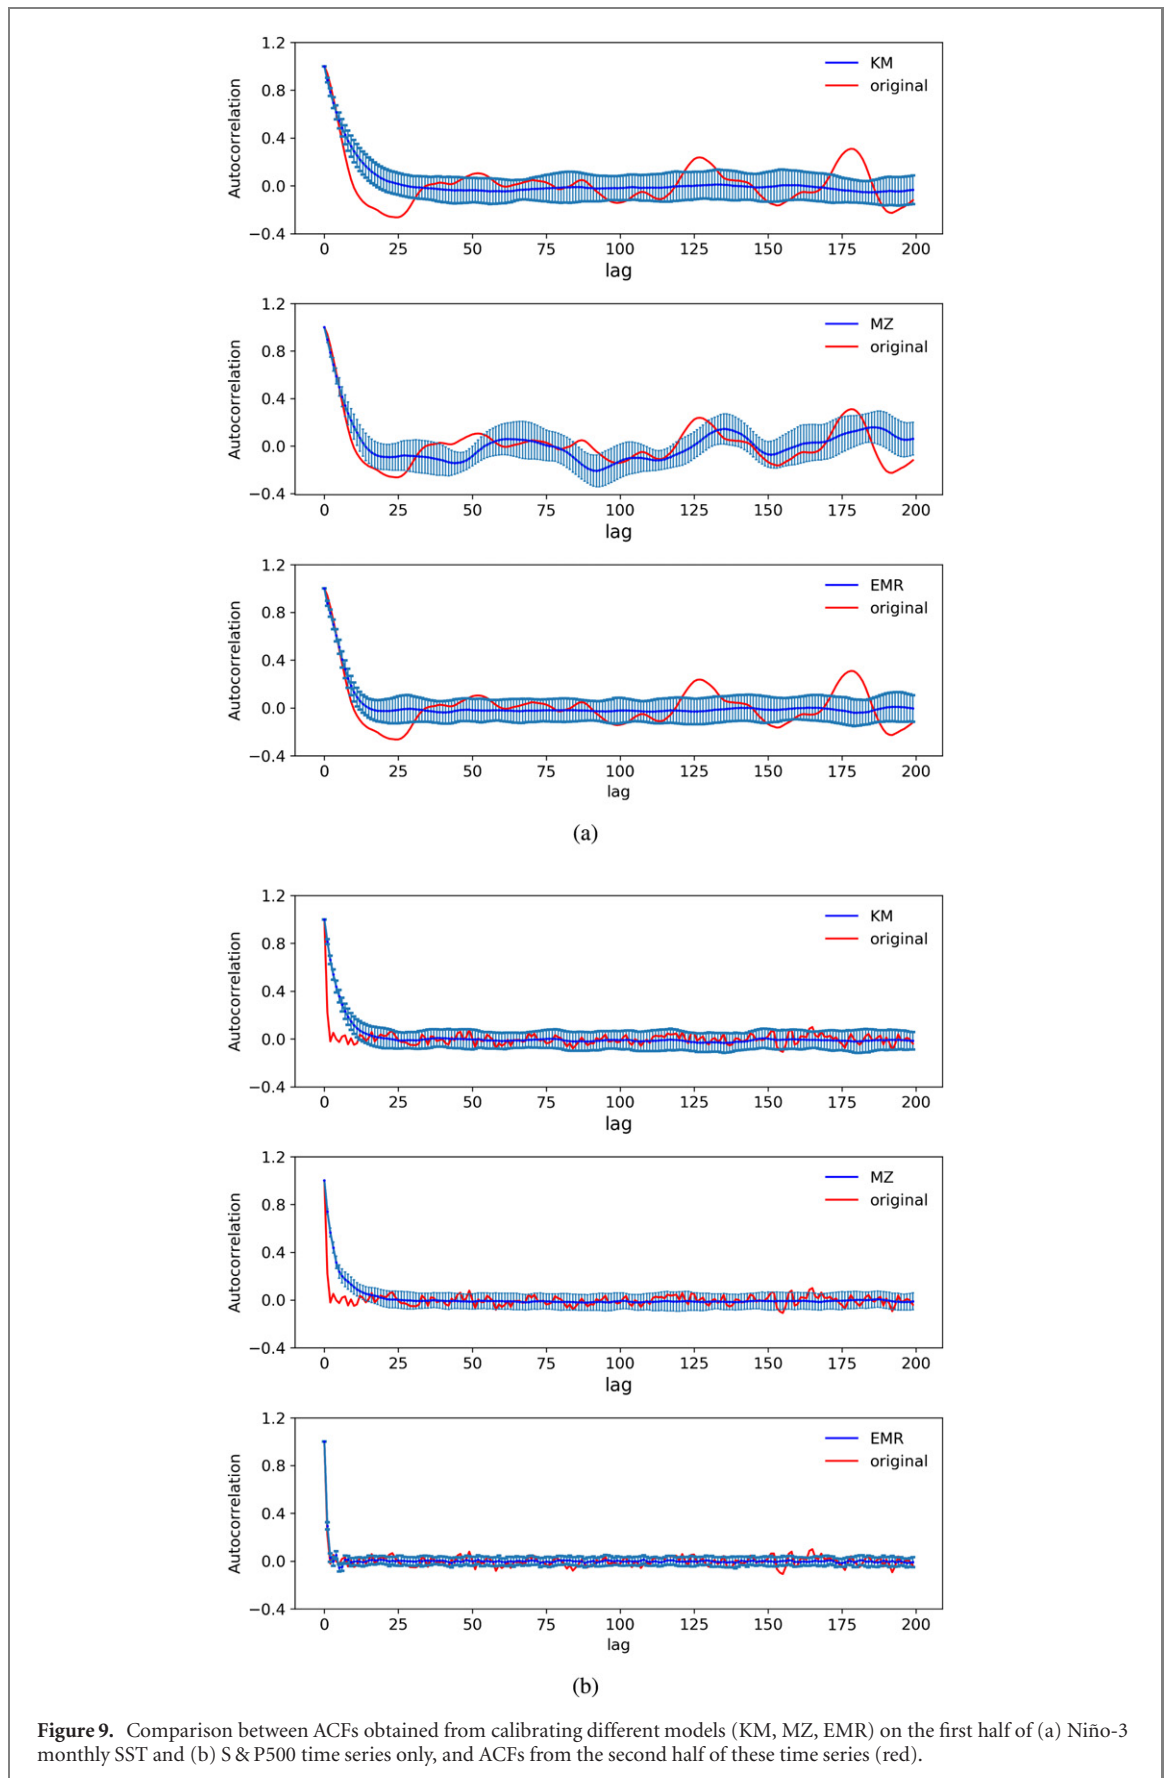 1.2
0.8
0.4
0.0
−0.4
Autocorrelation
KM
original
0 25 50 75 100 125 150 175 200
lag
1.2
0.8
0.4
0.0
−0.4
Autocorrelation
MZ
original
0 25 50 75 100 125 150 175 200
lag
1.2
0.8
0.4
0.0
−0.4
Autocorrelation
EMR
original
0 25 50 75 100 125 150 175 200
lag
(a)
1.2
0.8
0.4
0.0
−0.4
Autocorrelation
KM
original
0 25 50 75 100 125 150 175 200
lag
1.2
0.8
0.4
0.0
−0.4
Autocorrelation
MZ
original
0 25 50 75 100 125 150 175 200
lag
1.2
0.8
0.4
0.0
−0.4
Autocorrelation
EMR
original
0 25 50 75 100 125 150 175 200
lag
(b)
Figure 9. Comparison between ACFs obtained from calibrating different models (KM, MZ, EMR) on the first half of (a) Niño-3
monthly SST and (b) S & P500 time series only, and ACFs from the second half of these time series (red).